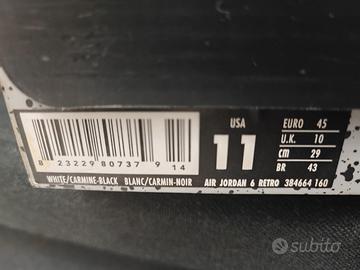 USA
11
EURO 45
U.K. 10
CM 29
BR 43
8 23229 80737 9 14
WHITE/CARMINE-BLACK BLANC/CARMIN-NOIR AIR JORDAN 6 RETRO 384664 160
subito